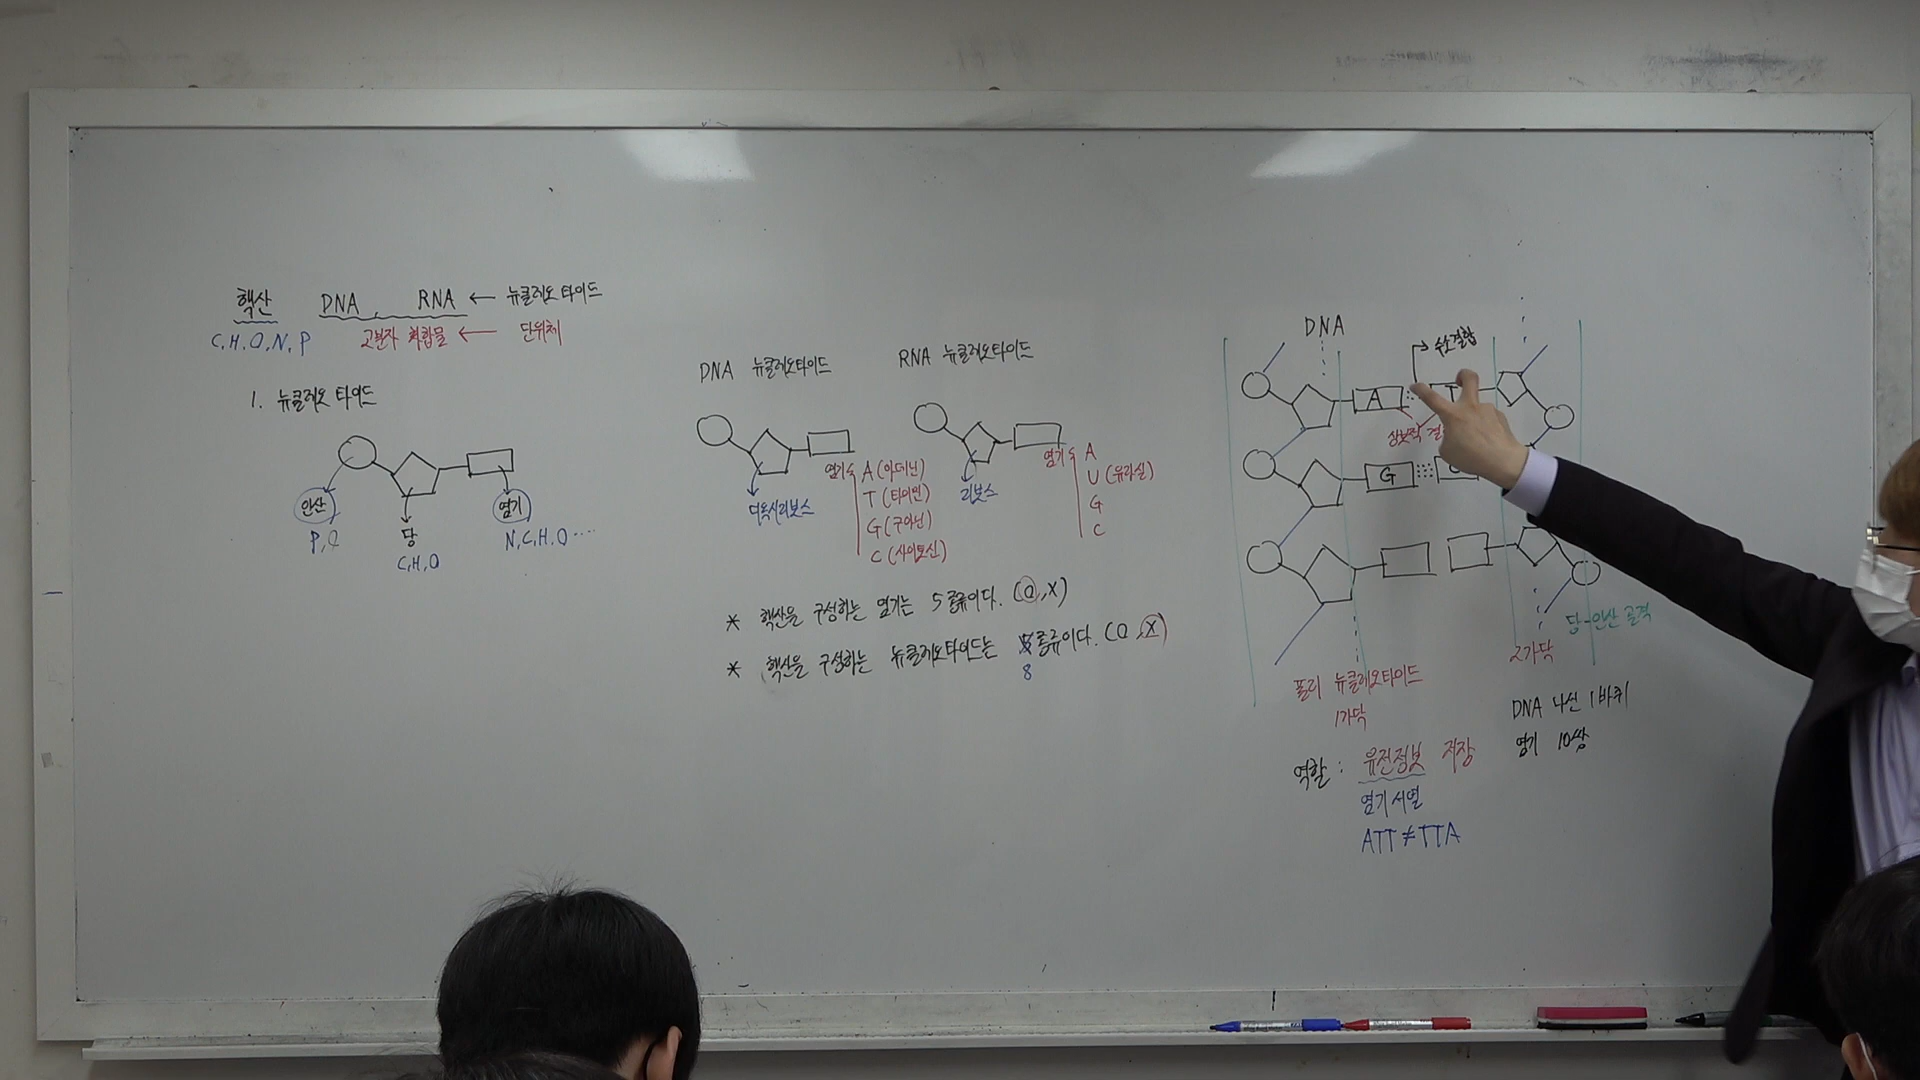 핵산 DNA, RNA ← 뉴클레오타이드
C,H,O,N,P 고분자 화합물 ← 단위체
1. 뉴클레오타이드
인산 당 염기
P,O C,H,O N,C,H,O ....
DNA 뉴클레오타이드
디옥시리보스
염기 A (아데닌)
T (타이민)
G (구아닌)
C (사이토신)
RNA 뉴클레오타이드
리보스
염기 A
U (유라실)
G
C
* 핵산을 구성하는 염기는 5종류이다. (O,X)
* 핵산을 구성하는 뉴클레오타이드는 종류이다. (O,X)
8
DNA
수소결합
A T
상보적
G
당-인산 골격
2가닥
폴리 뉴클레오타이드
1가닥
DNA 나선 1바퀴
염기 10쌍
역할 : 유전정보 저장
염기서열
ATT ≠ TTA